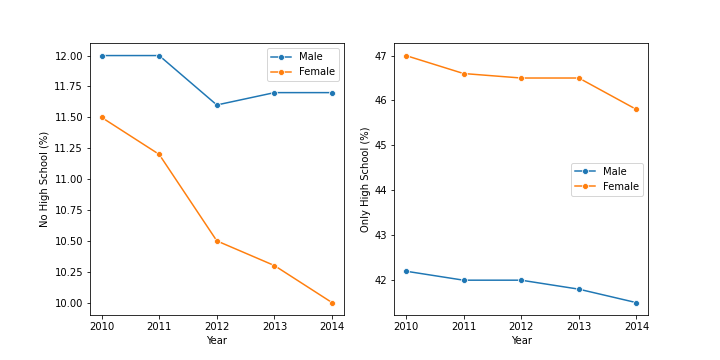 No High School (%)
12.00
11.75
11.50
11.25
11.00
10.75
10.50
10.25
10.00
2010 2011 2012 2013 2014
Year
Male
Female
Only High School (%)
47
46
45
44
43
42
2010 2011 2012 2013 2014
Year
Male
Female